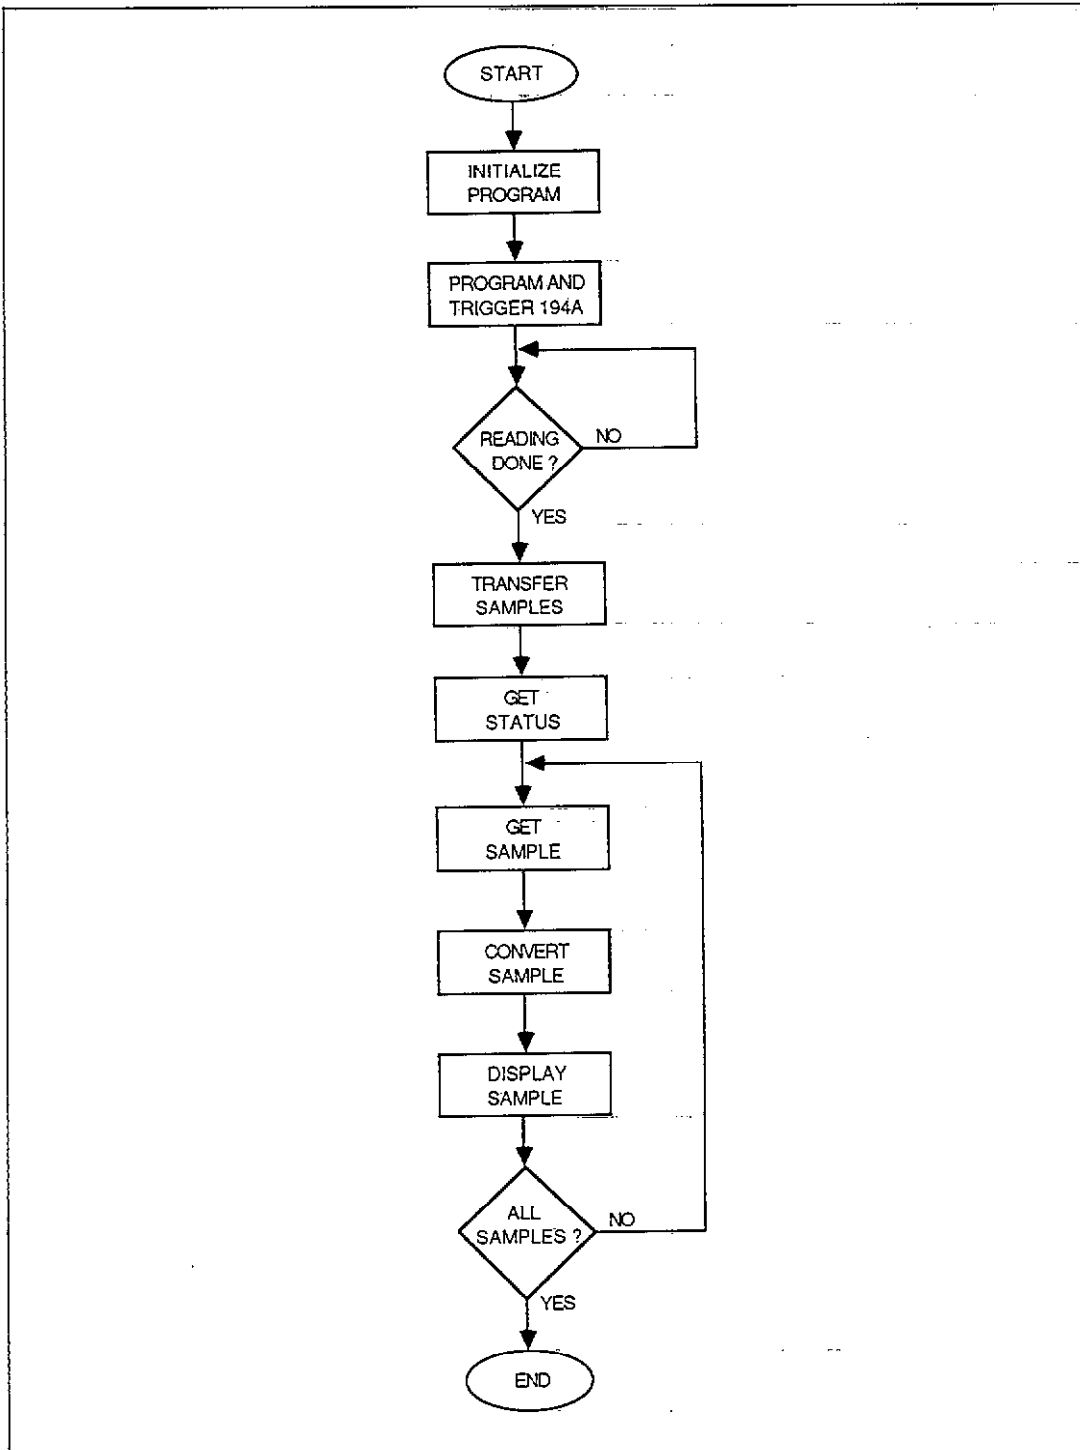 START
INITIALIZE
PROGRAM
PROGRAM AND
TRIGGER 194A
READING
DONE ?
NO
YES
TRANSFER
SAMPLES
GET
STATUS
GET
SAMPLE
CONVERT
SAMPLE
DISPLAY
SAMPLE
ALL
SAMPLES ?
NO
YES
END